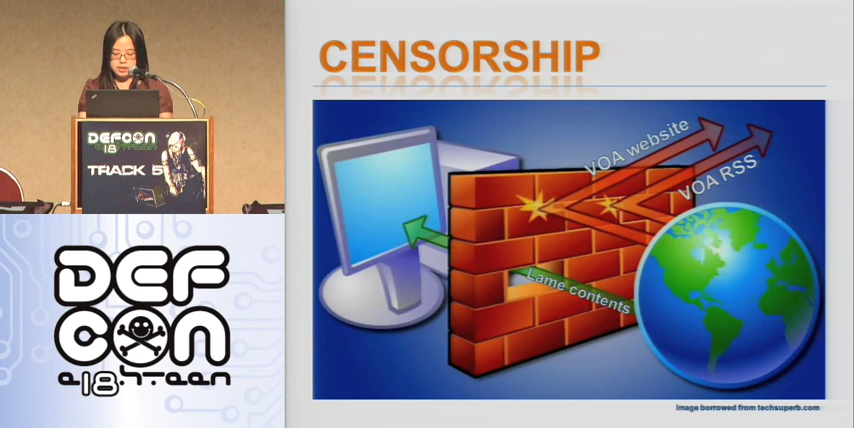 CENSORSHIP
DEFCON
18
TRACK 5
VOA website
VOA RSS
Lame contents
DEF
CON
e18hteen
Image borrowed from techsuperb.com